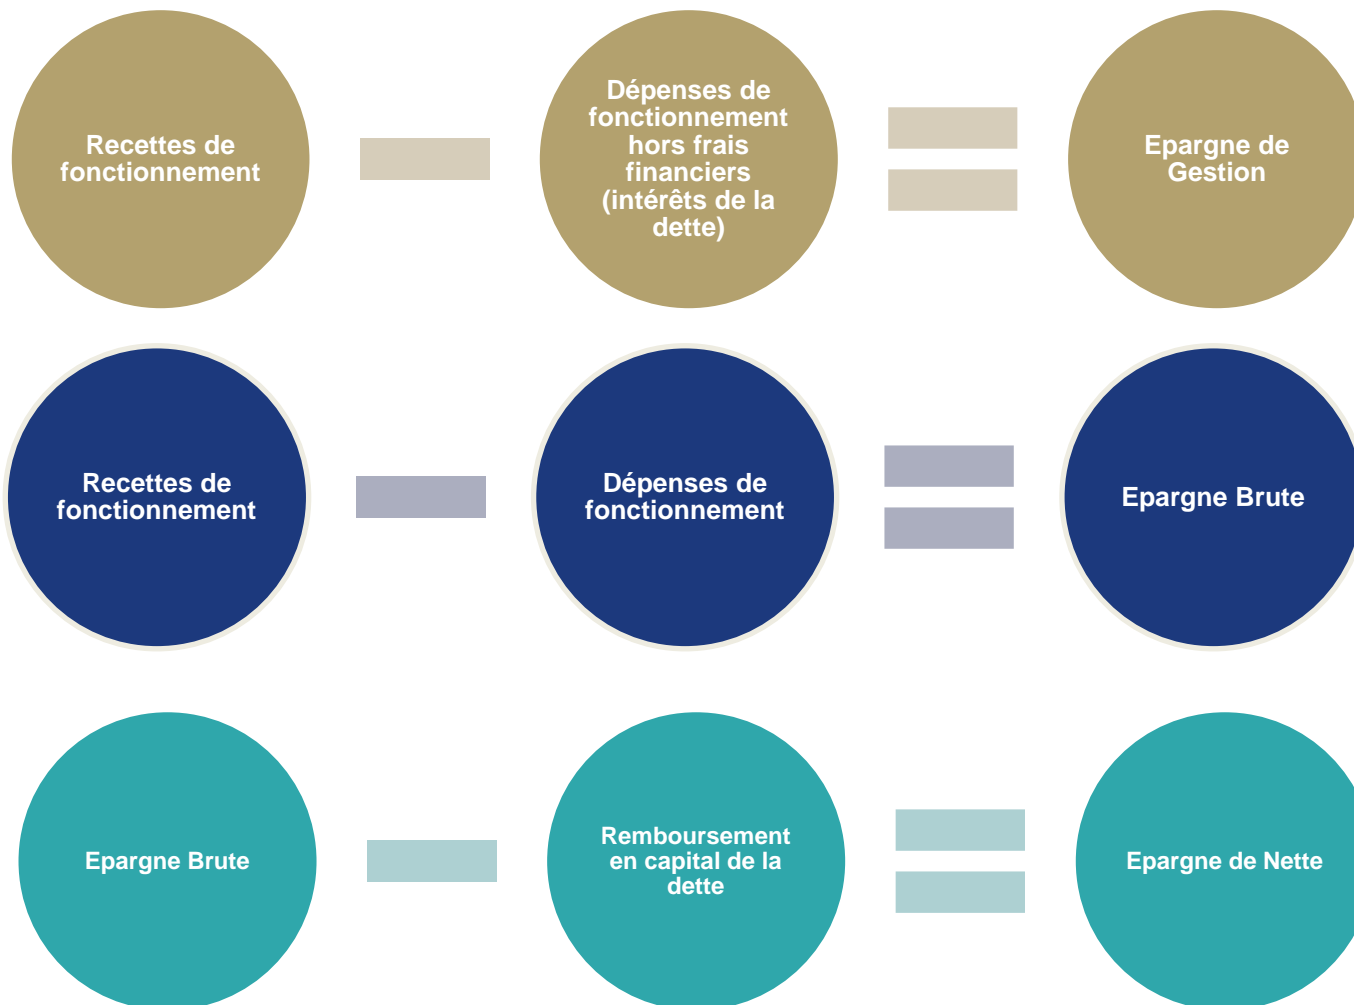 Recettes de
fonctionnement
Dépenses de
fonctionnement
hors frais
financiers
(intérêts de la
dette)
Epargne de
Gestion
Recettes de
fonctionnement
Dépenses de
fonctionnement
Epargne Brute
Epargne Brute
Remboursement
en capital de la
dette
Epargne de Nette